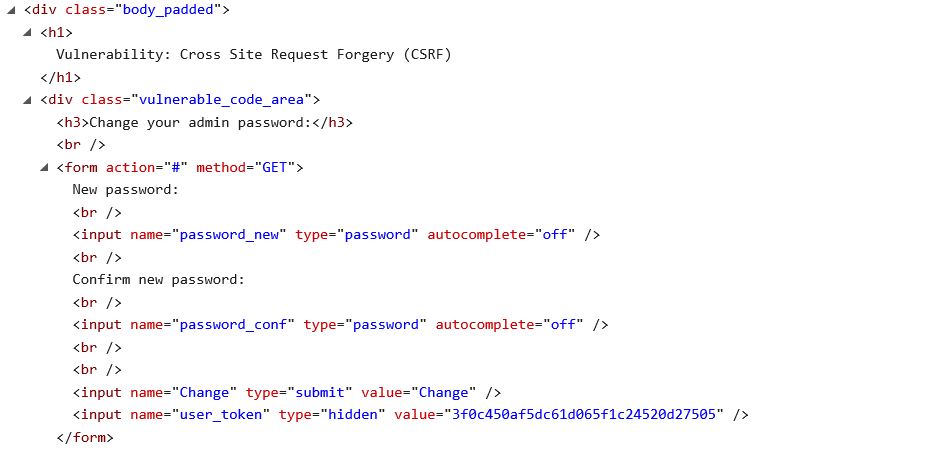 <div class="body_padded">
<h1>
Vulnerability: Cross Site Request Forgery (CSRF)
</h1>
<div class="vulnerable_code_area">
<h3>Change your admin password:</h3>
<br />
<form action="#" method="GET">
New password:
<br />
<input name="password_new" type="password" autocomplete="off" />
<br />
Confirm new password:
<br />
<input name="password_conf" type="password" autocomplete="off" />
<br />
<br />
<input name="Change" type="submit" value="Change" />
<input name="user_token" type="hidden" value="3f0c450af5dc61d065f1c24520d27505" />
</form>